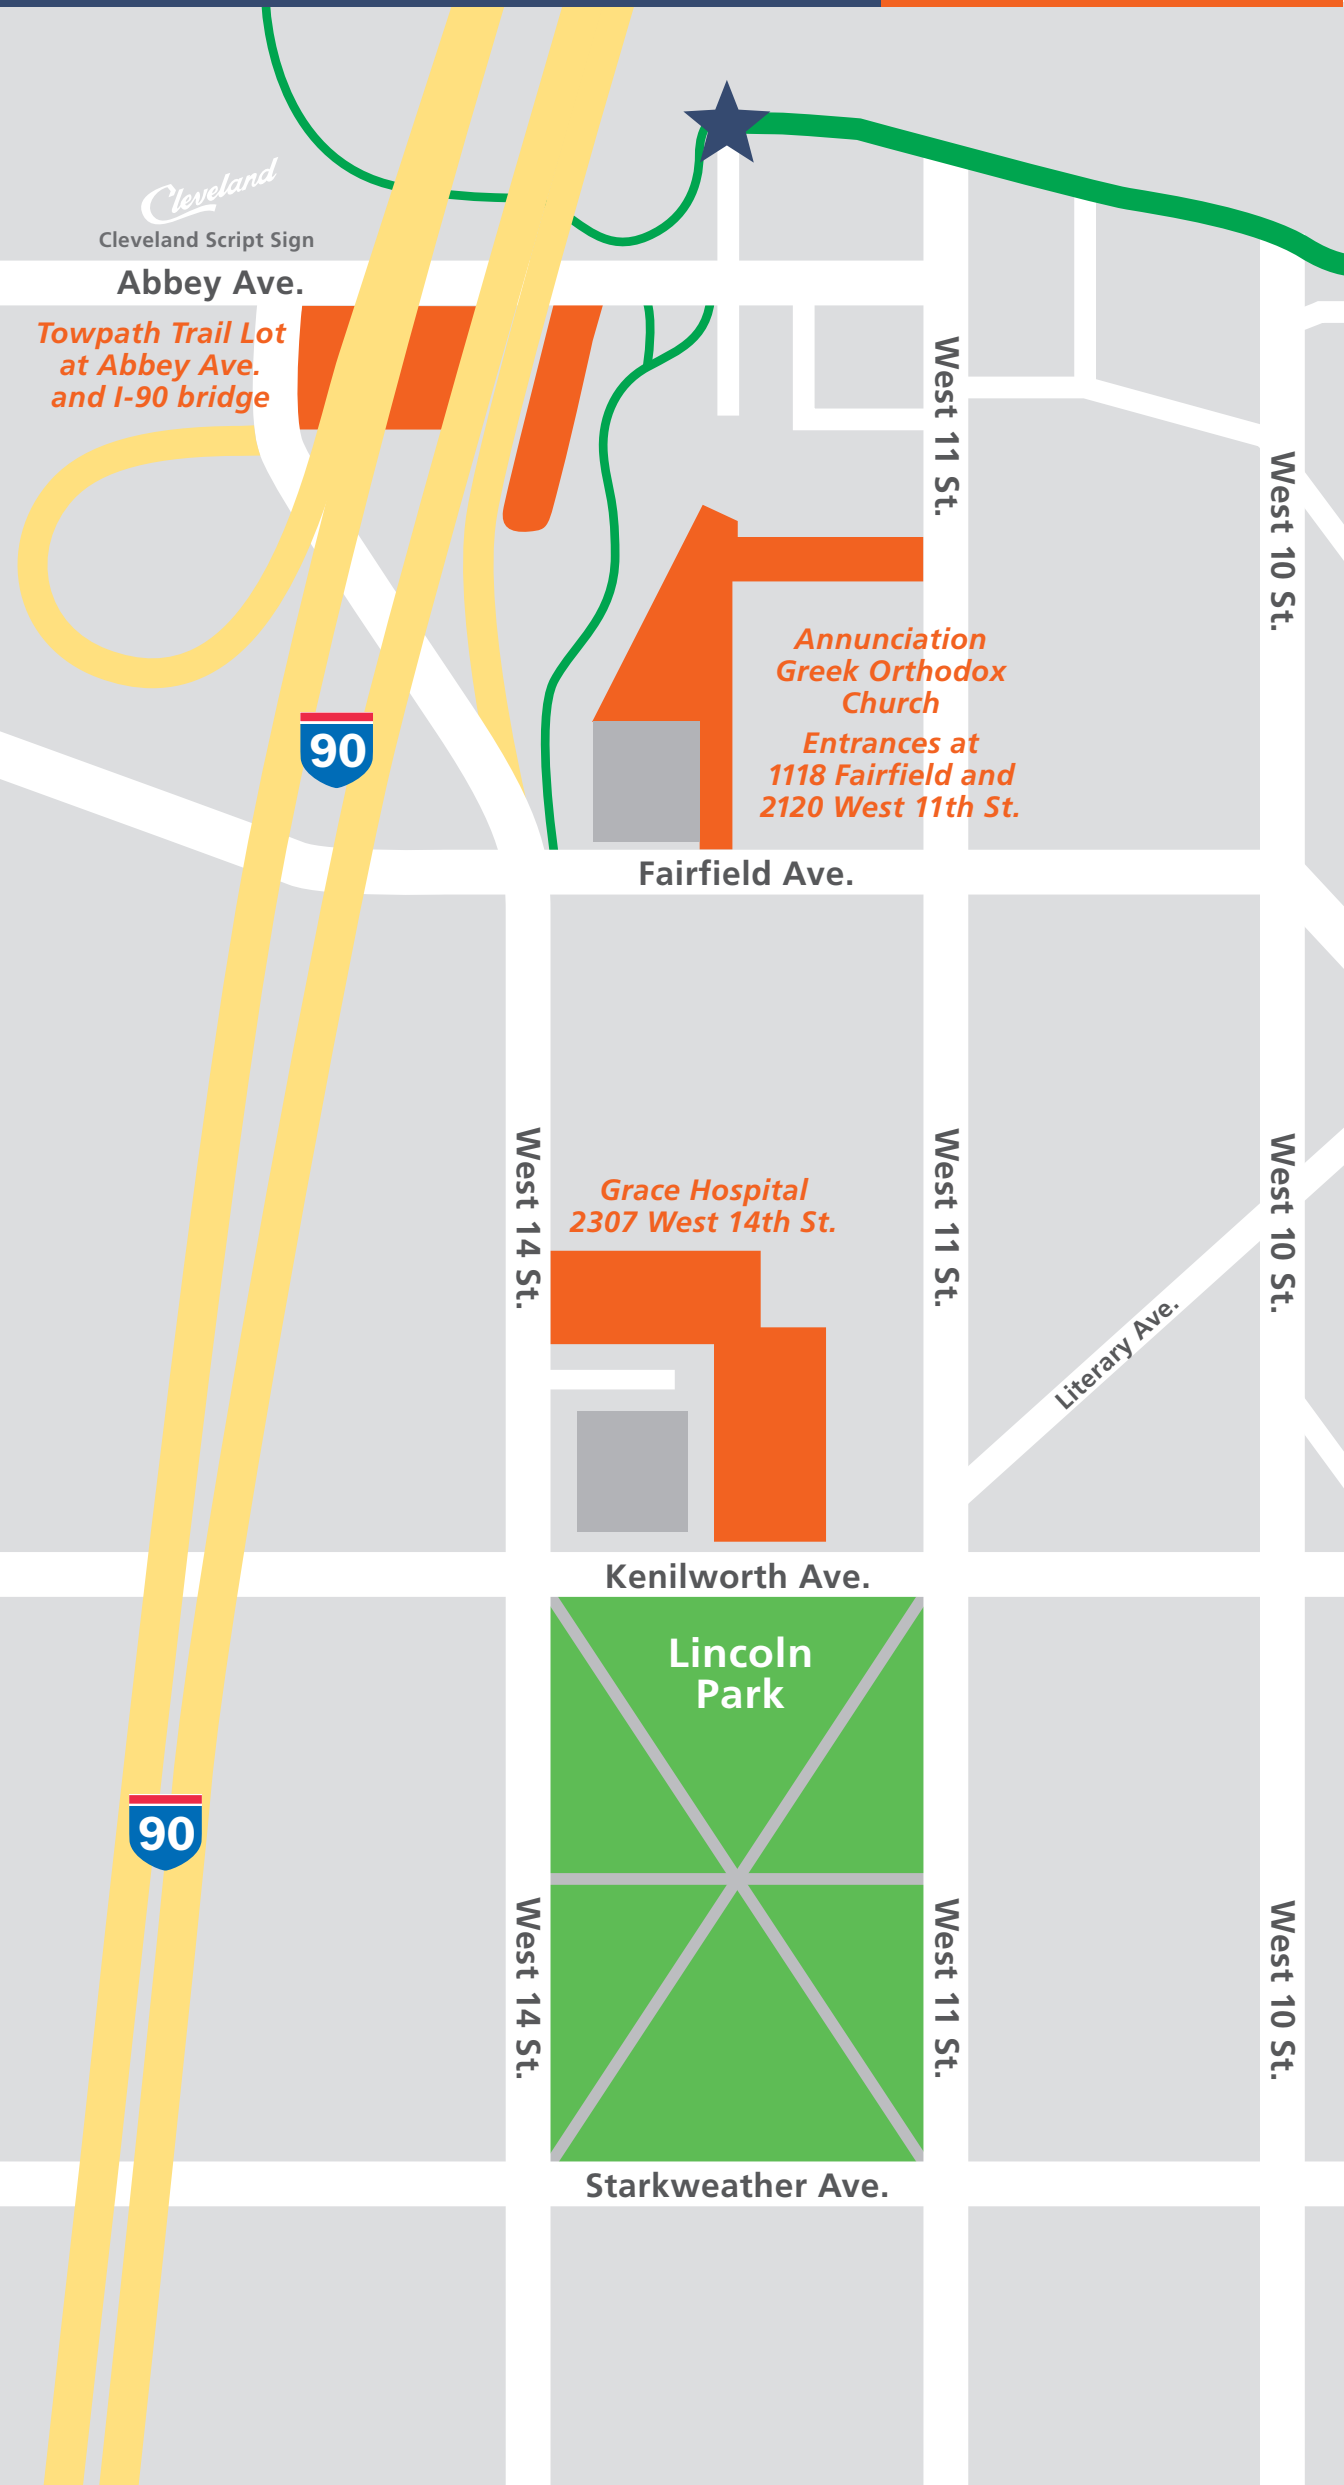 Cleveland
Cleveland Script Sign
Abbey Ave.
Towpath Trail Lot
at Abbey Ave.
and I-90 bridge
West 11 St.
West 10 St.
Annunciation
Greek Orthodox
Church
Entrances at
1118 Fairfield and
2120 West 11th St.
90
Fairfield Ave.
West 14 St.
Grace Hospital
2307 West 14th St.
West 11 St.
West 10 St.
Literary Ave.
Kenilworth Ave.
Lincoln
Park
90
West 14 St.
West 11 St.
West 10 St.
Starkweather Ave.